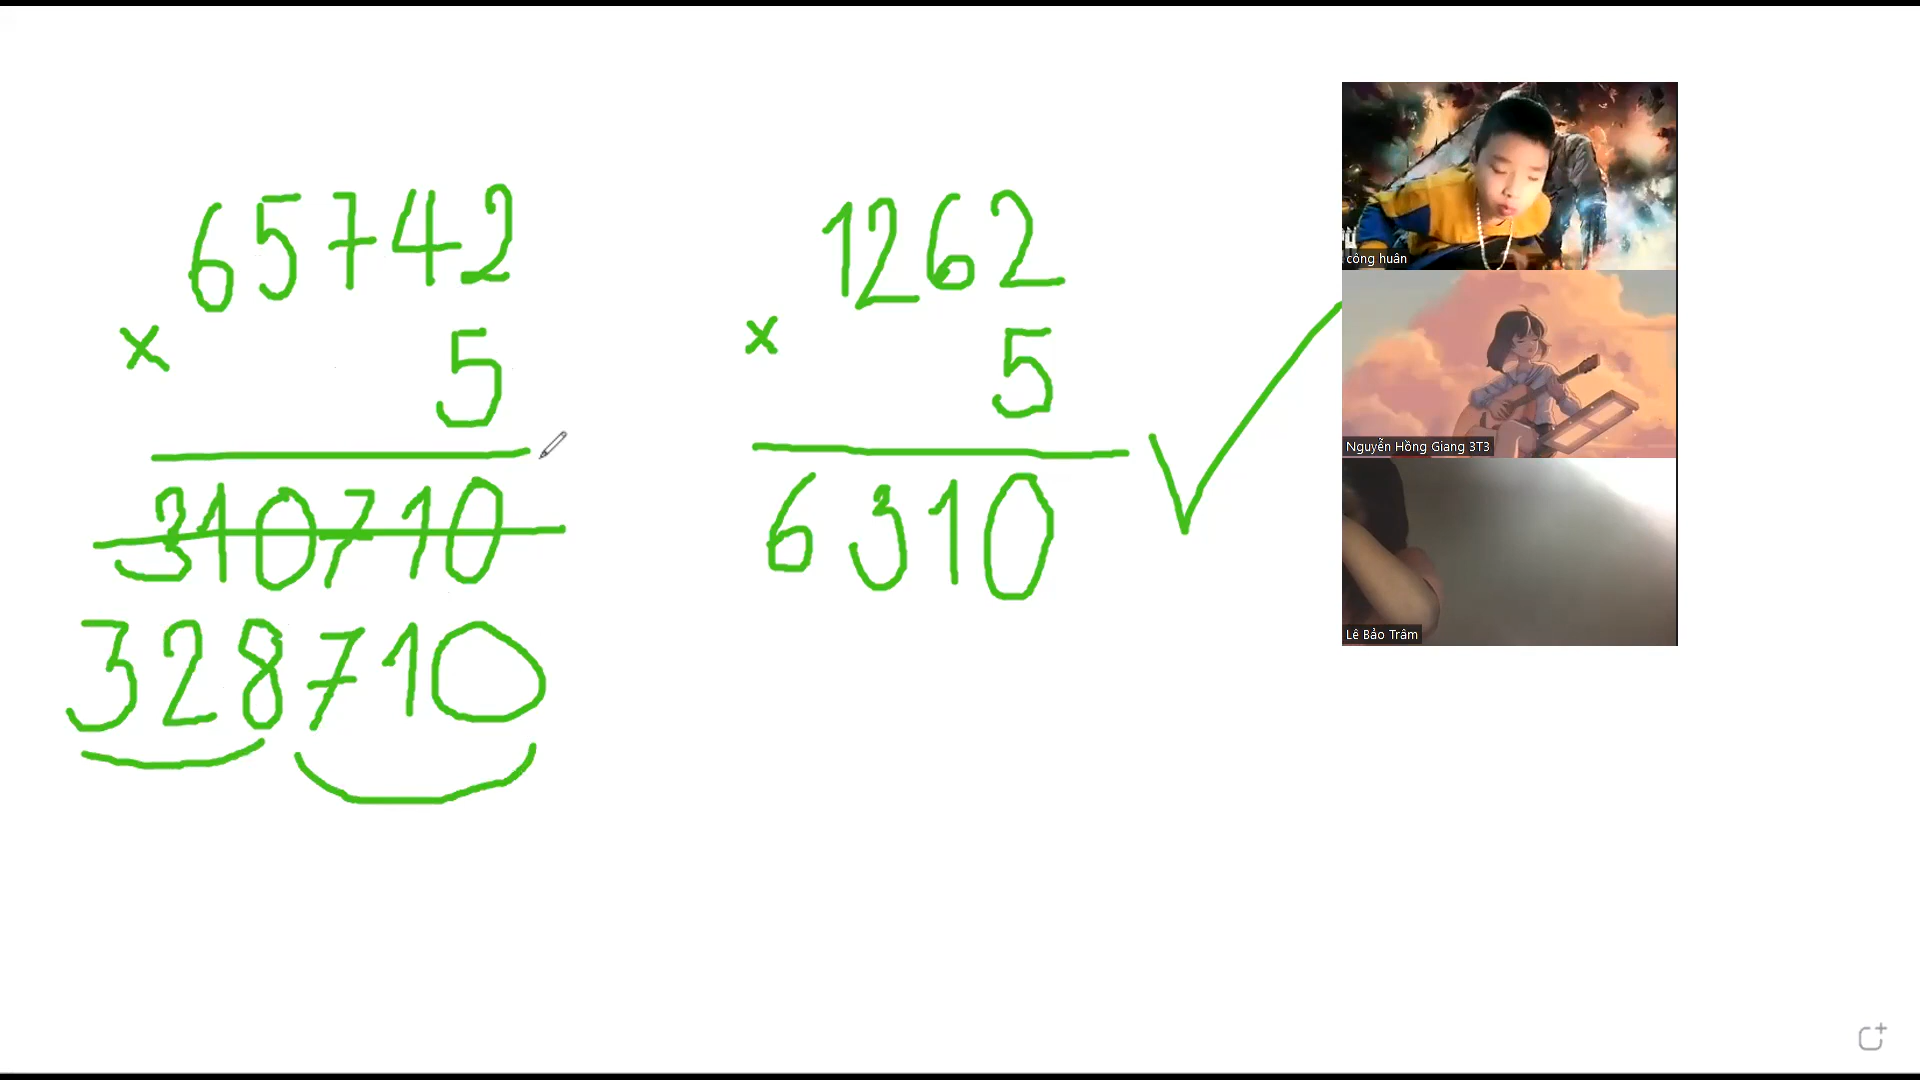 65742
x
5
310710
328710
1262
x
5
6310
công huân
Nguyễn Hồng Giang 3T3
Lê Bảo Trâm